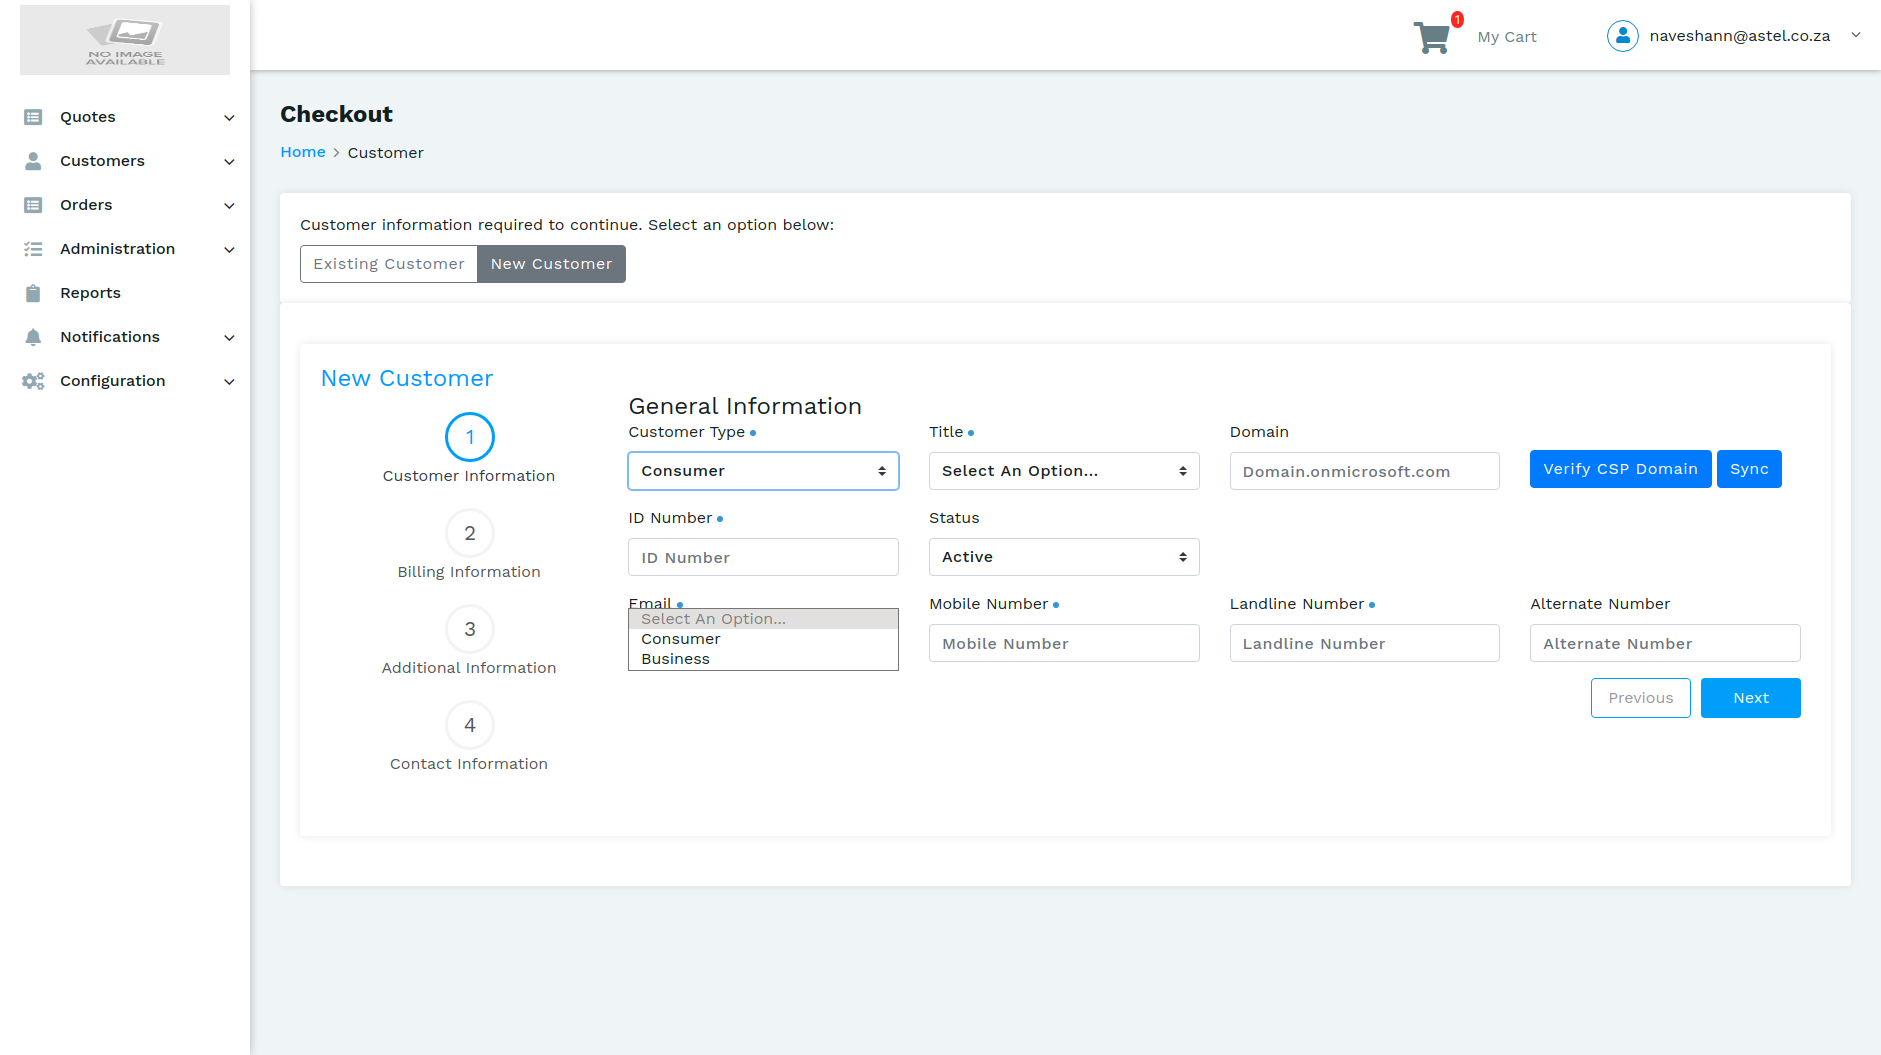 NO IMAGE
AVAILABLE
1
My Cart
naveshann@astel.co.za
Quotes
Customers
Orders
Administration
Reports
Notifications
Configuration
Checkout
Home > Customer
Customer information required to continue. Select an option below:
Existing Customer New Customer
New Customer
1
Customer Information
2
Billing Information
3
Additional Information
4
Contact Information
General Information
Customer Type Title Domain
Consumer Select An Option... Domain.onmicrosoft.com Verify CSP Domain Sync
ID Number Status
ID Number Active
Email Mobile Number Landline Number Alternate Number
Select An Option...
Consumer Mobile Number Landline Number Alternate Number
Business
Previous Next